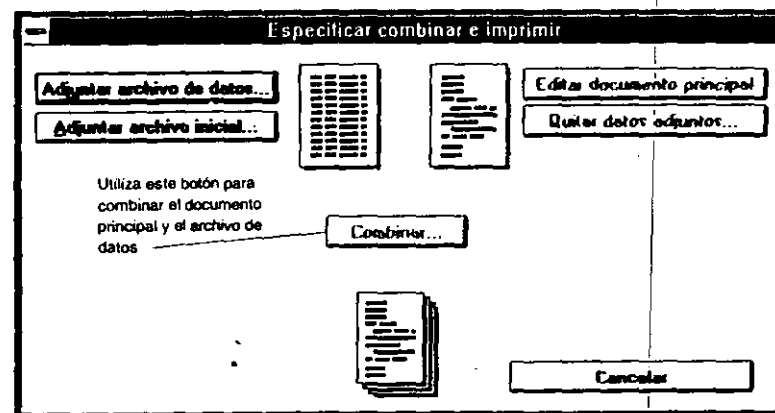 Especificar combinar e imprimir
Adjuntar archivo de datos...
Editar documento principal
Adjuntar archivo inicial...
Quitar datos adjuntos...
Utiliza este botón para
combinar el documento
principal y el archivo de
datos
Combinar...
Cancelar